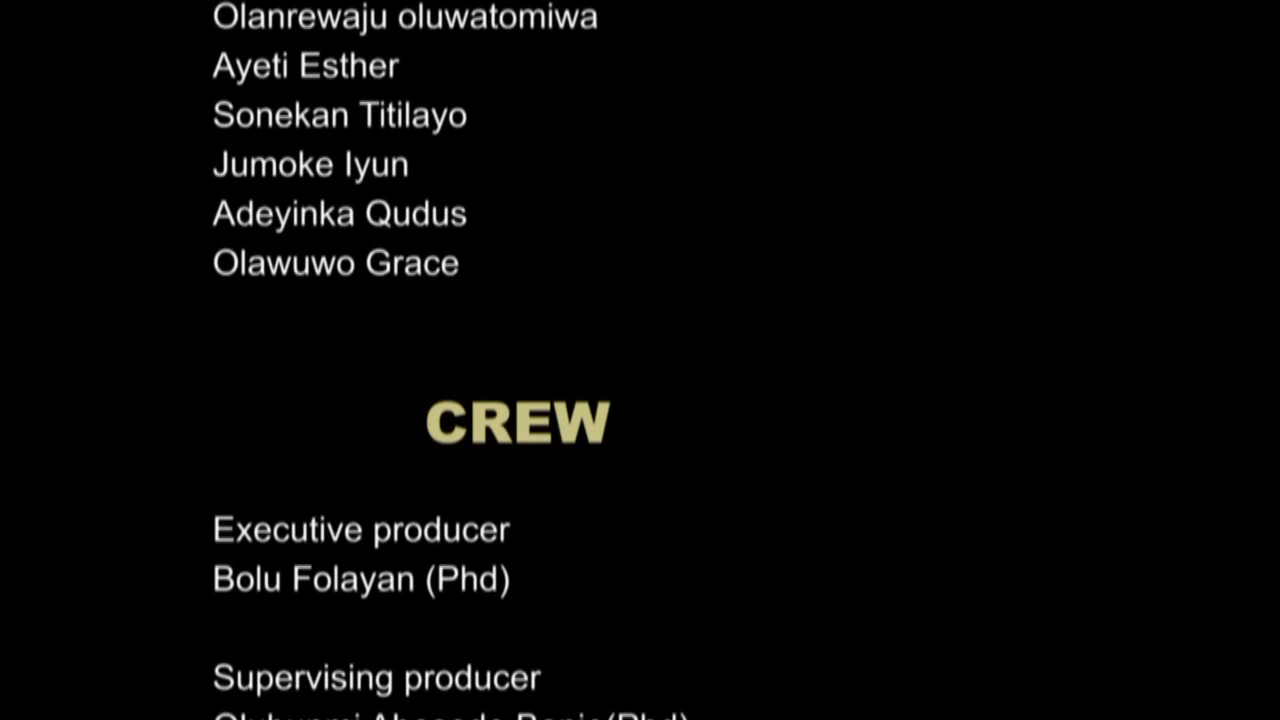 Olanrewaju oluwatomiwa
Ayeti Esther
Sonekan Titilayo
Jumoke Iyun
Adeyinka Qudus
Olawuwo Grace
CREW
Executive producer
Bolu Folayan (Phd)
Supervising producer